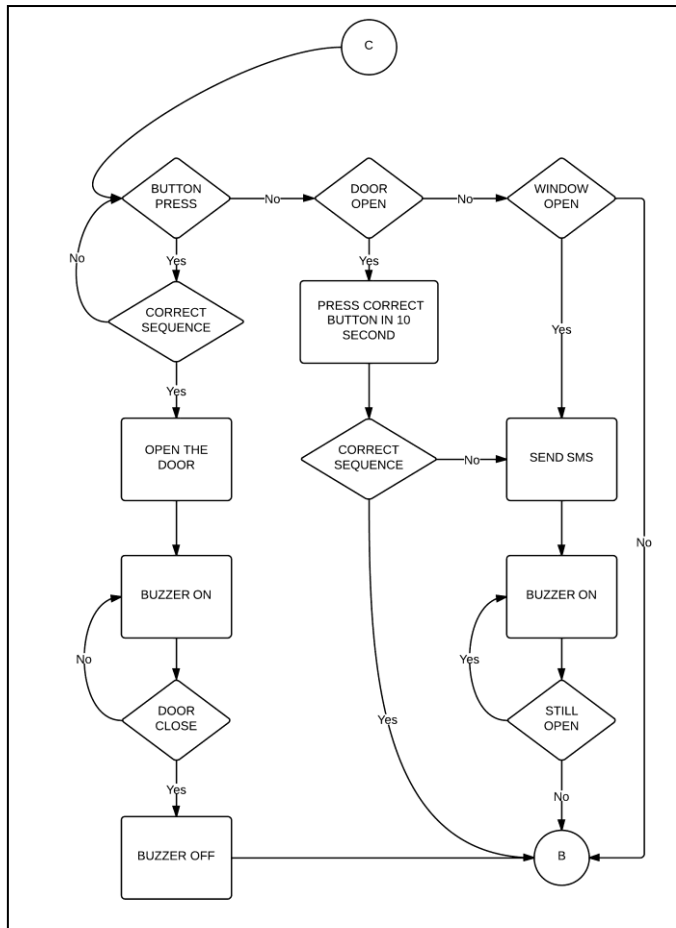 C
BUTTON
PRESS
No
DOOR
OPEN
No
WINDOW
OPEN
No
Yes
Yes
CORRECT
SEQUENCE
PRESS CORRECT
BUTTON IN 10
SECOND
Yes
Yes
OPEN THE
DOOR
CORRECT
SEQUENCE
No
SEND SMS
No
BUZZER ON
BUZZER ON
No
Yes
DOOR
CLOSE
Yes
STILL
OPEN
Yes
No
BUZZER OFF
B